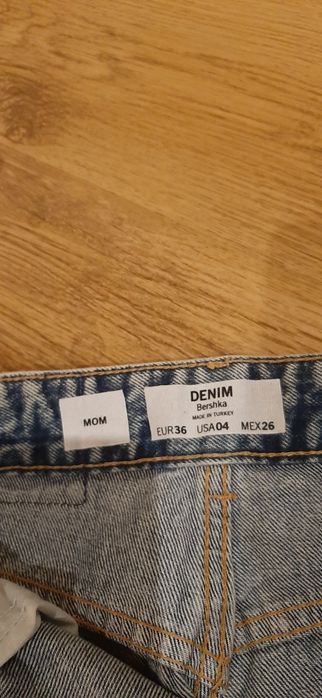 MOM
DENIM
Bershka
MADE IN TURKEY
EUR36 USA04 MEX26